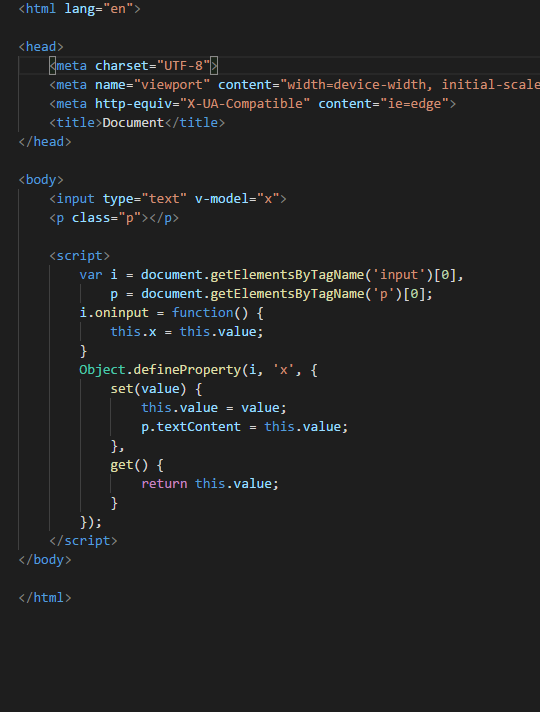 <html lang="en">
<head>
<meta charset="UTF-8">
<meta name="viewport" content="width=device-width, initial-scale
<meta http-equiv="X-UA-Compatible" content="ie=edge">
<title>Document</title>
</head>
<body>
<input type="text" v-model="x">
<p class="p"></p>
<script>
var i = document.getElementsByTagName('input')[0],
p = document.getElementsByTagName('p')[0];
i.oninput = function() {
this.x = this.value;
}
Object.defineProperty(i, 'x', {
set(value) {
this.value = value;
p.textContent = this.value;
},
get() {
return this.value;
}
});
</script>
</body>
</html>